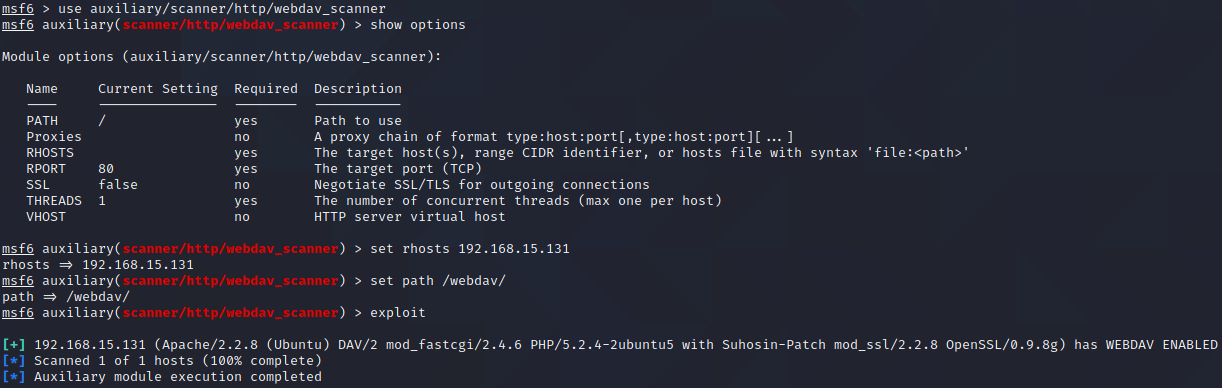 msf6 > use auxiliary/scanner/http/webdav_scanner
msf6 auxiliary(scanner/http/webdav_scanner) > show options
Module options (auxiliary/scanner/http/webdav_scanner):
Name Current Setting Required Description
---- --------------- -------- -----------
PATH / yes Path to use
Proxies no A proxy chain of format type:host:port[,type:host:port][...]
RHOSTS yes The target host(s), range CIDR identifier, or hosts file with syntax 'file:<path>'
RPORT 80 yes The target port (TCP)
SSL false no Negotiate SSL/TLS for outgoing connections
THREADS 1 yes The number of concurrent threads (max one per host)
VHOST no HTTP server virtual host
msf6 auxiliary(scanner/http/webdav_scanner) > set rhosts 192.168.15.131
rhosts => 192.168.15.131
msf6 auxiliary(scanner/http/webdav_scanner) > set path /webdav/
path => /webdav/
msf6 auxiliary(scanner/http/webdav_scanner) > exploit
[+] 192.168.15.131 (Apache/2.2.8 (Ubuntu) DAV/2 mod_fastcgi/2.4.6 PHP/5.2.4-2ubuntu5 with Suhosin-Patch mod_ssl/2.2.8 OpenSSL/0.9.8g) has WEBDAV ENABLED
[*] Scanned 1 of 1 hosts (100% complete)
[*] Auxiliary module execution completed